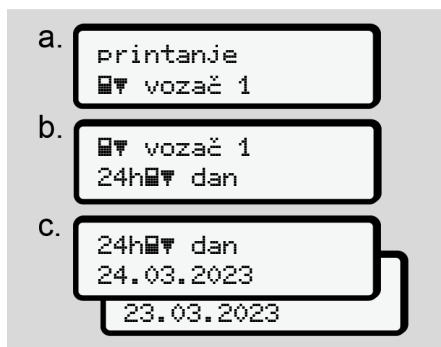 a.
printanje
▼ vozač 1
b.
▼ vozač 1
24h▼ dan
c.
24h▼ dan
24.03.2023
23.03.2023